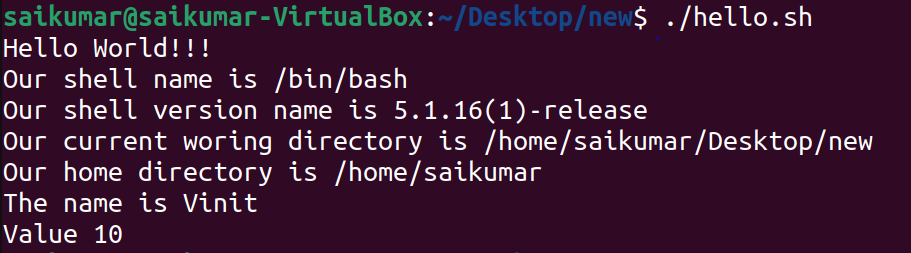 saikumar@saikumar-VirtualBox:~/Desktop/new$ ./hello.sh
Hello World!!!
Our shell name is /bin/bash
Our shell version name is 5.1.16(1)-release
Our current woring directory is /home/saikumar/Desktop/new
Our home directory is /home/saikumar
The name is Vinit
Value 10